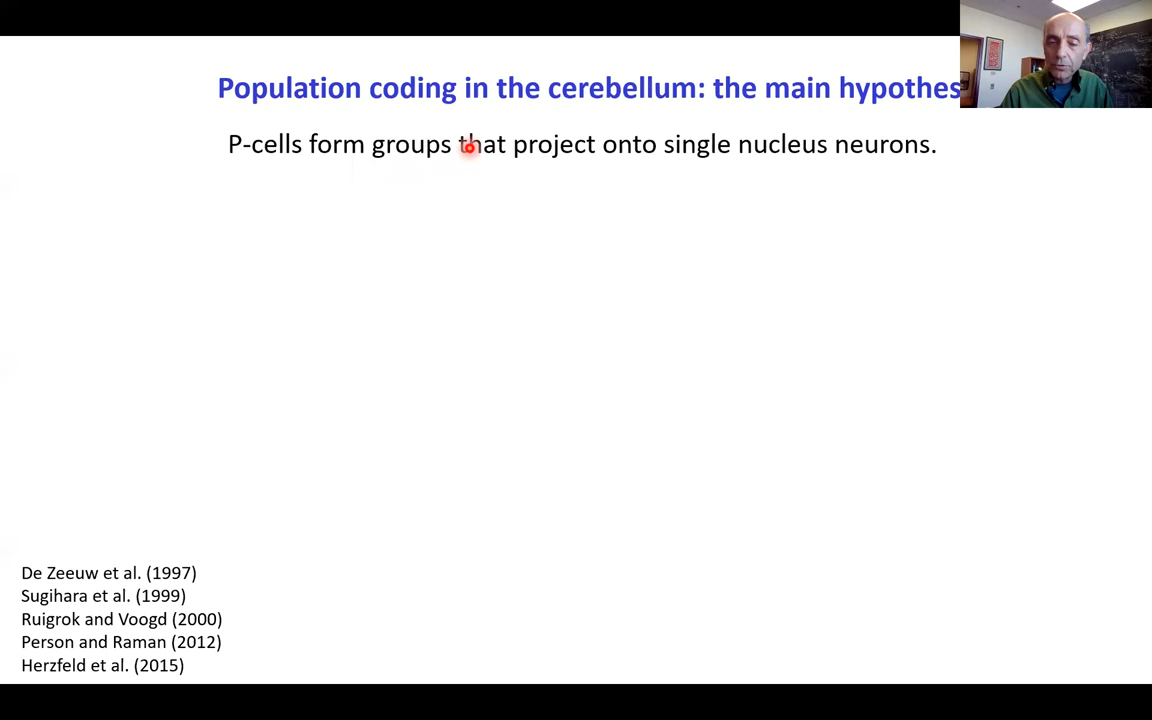 Population coding in the cerebellum: the main hypothes
P-cells form groups that project onto single nucleus neurons.
De Zeeuw et al. (1997)
Sugihara et al. (1999)
Ruigrok and Voogd (2000)
Person and Raman (2012)
Herzfeld et al. (2015)